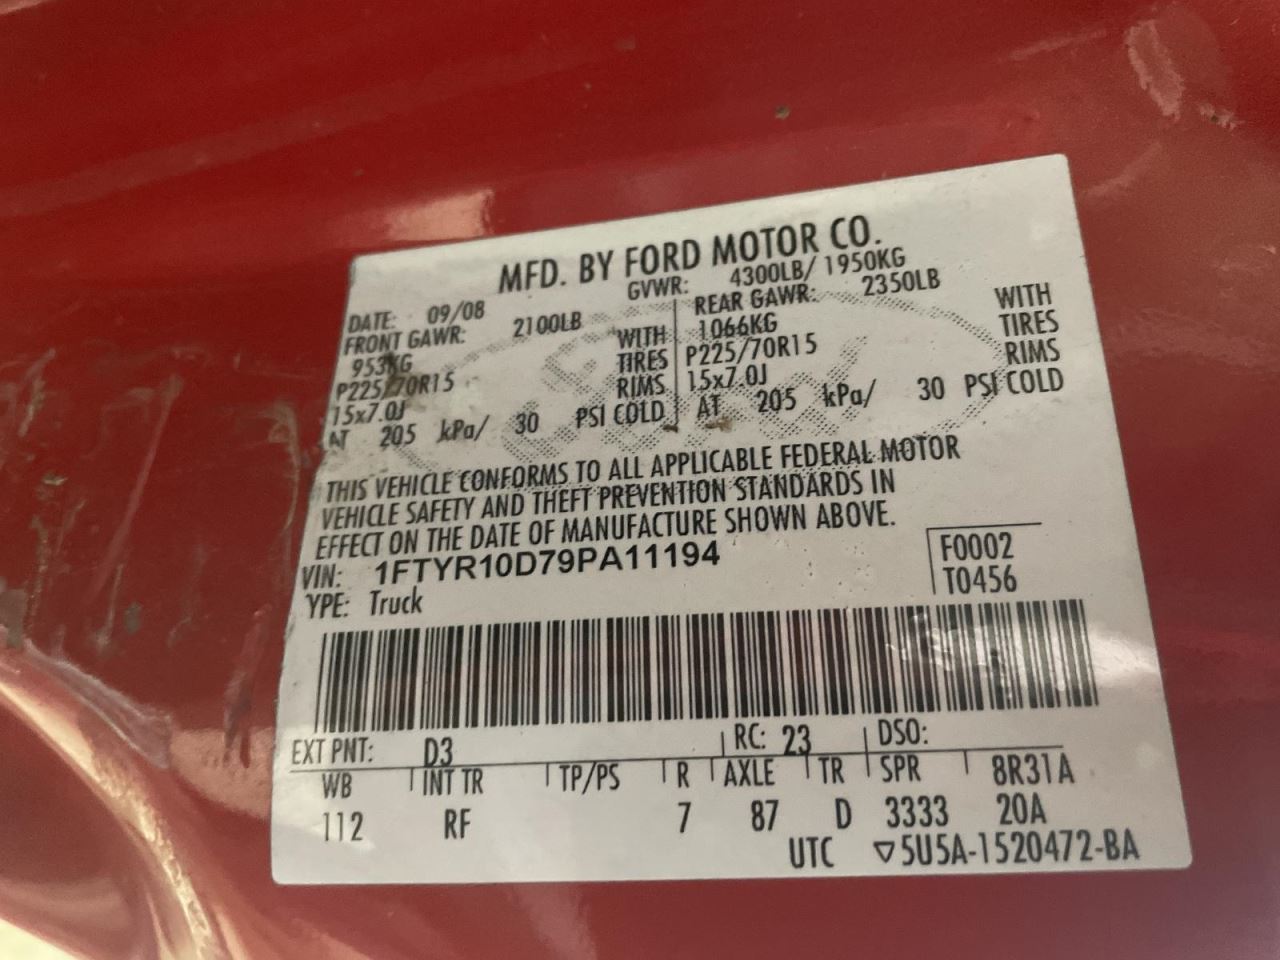 MFD. BY FORD MOTOR CO.
DATE: 09/08 GVWR: 4300LB/ 1950KG
FRONT GAWR: 2100LB REAR GAWR: 2350LB
953KG WITH 1066KG WITH
P225/70R15 TIRES P225/70R15 TIRES
15x7.0J RIMS 15x7.0J RIMS
AT 205 kPa/ 30 PSI COLD AT 205 kPa/ 30 PSI COLD
THIS VEHICLE CONFORMS TO ALL APPLICABLE FEDERAL MOTOR
VEHICLE SAFETY AND THEFT PREVENTION STANDARDS IN
EFFECT ON THE DATE OF MANUFACTURE SHOWN ABOVE.
VIN: 1FTYR10D79PA11194 F0002
YPE: Truck T0456
EXT PNT: D3 RC: 23 DSO:
WB INT TR TP/PS R AXLE TR SPR 8R31A
112 RF 7 87 D 3333 20A
UTC ▽5U5A-1520472-BA